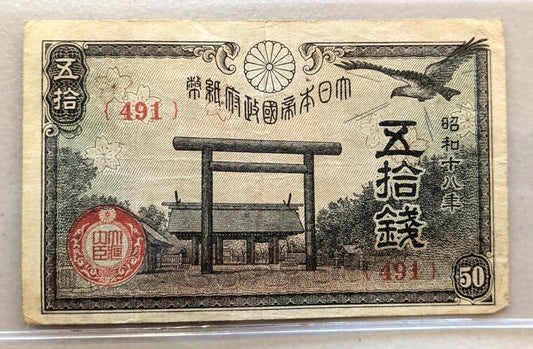 大日本帝國政府紙幣
五拾
{491}
昭和十八年
五拾錢
{491}
50